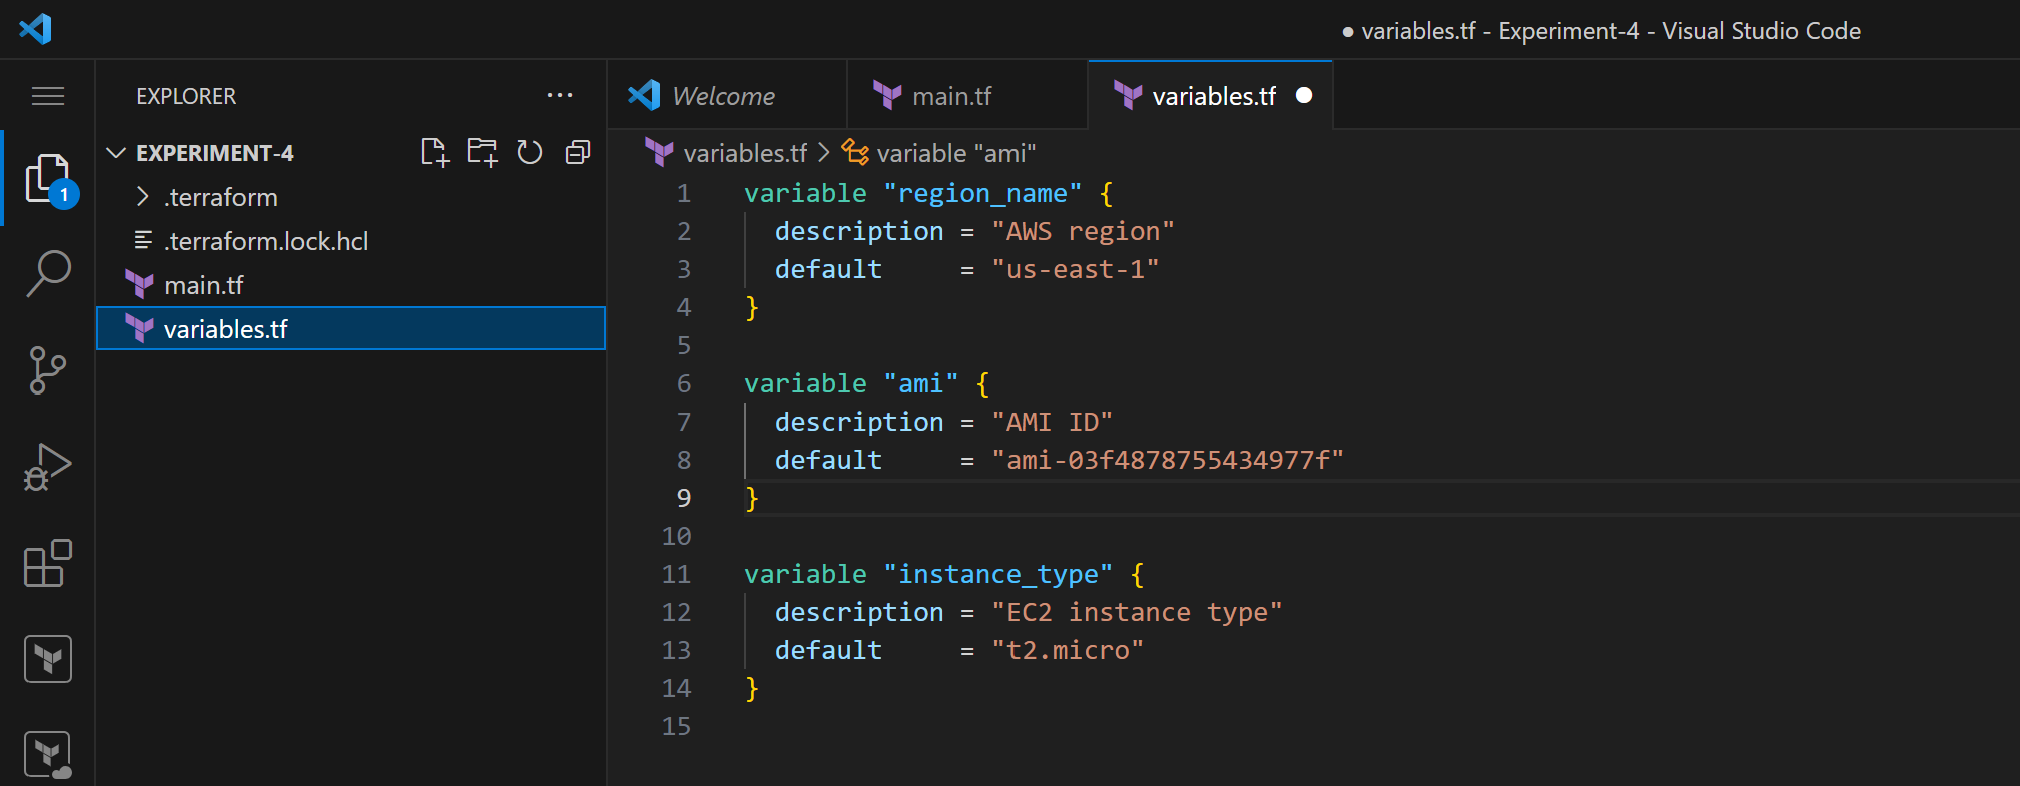 variables.tf - Experiment-4 - Visual Studio Code
EXPLORER
Welcome
main.tf
variables.tf
EXPERIMENT-4
.terraform
.terraform.lock.hcl
main.tf
variables.tf
1
variables.tf > variable "ami"
1 variable "region_name" {
2   description = "AWS region"
3   default     = "us-east-1"
4 }
5
6 variable "ami" {
7   description = "AMI ID"
8   default     = "ami-03f4878755434977f"
9 }
10
11 variable "instance_type" {
12   description = "EC2 instance type"
13   default     = "t2.micro"
14 }
15